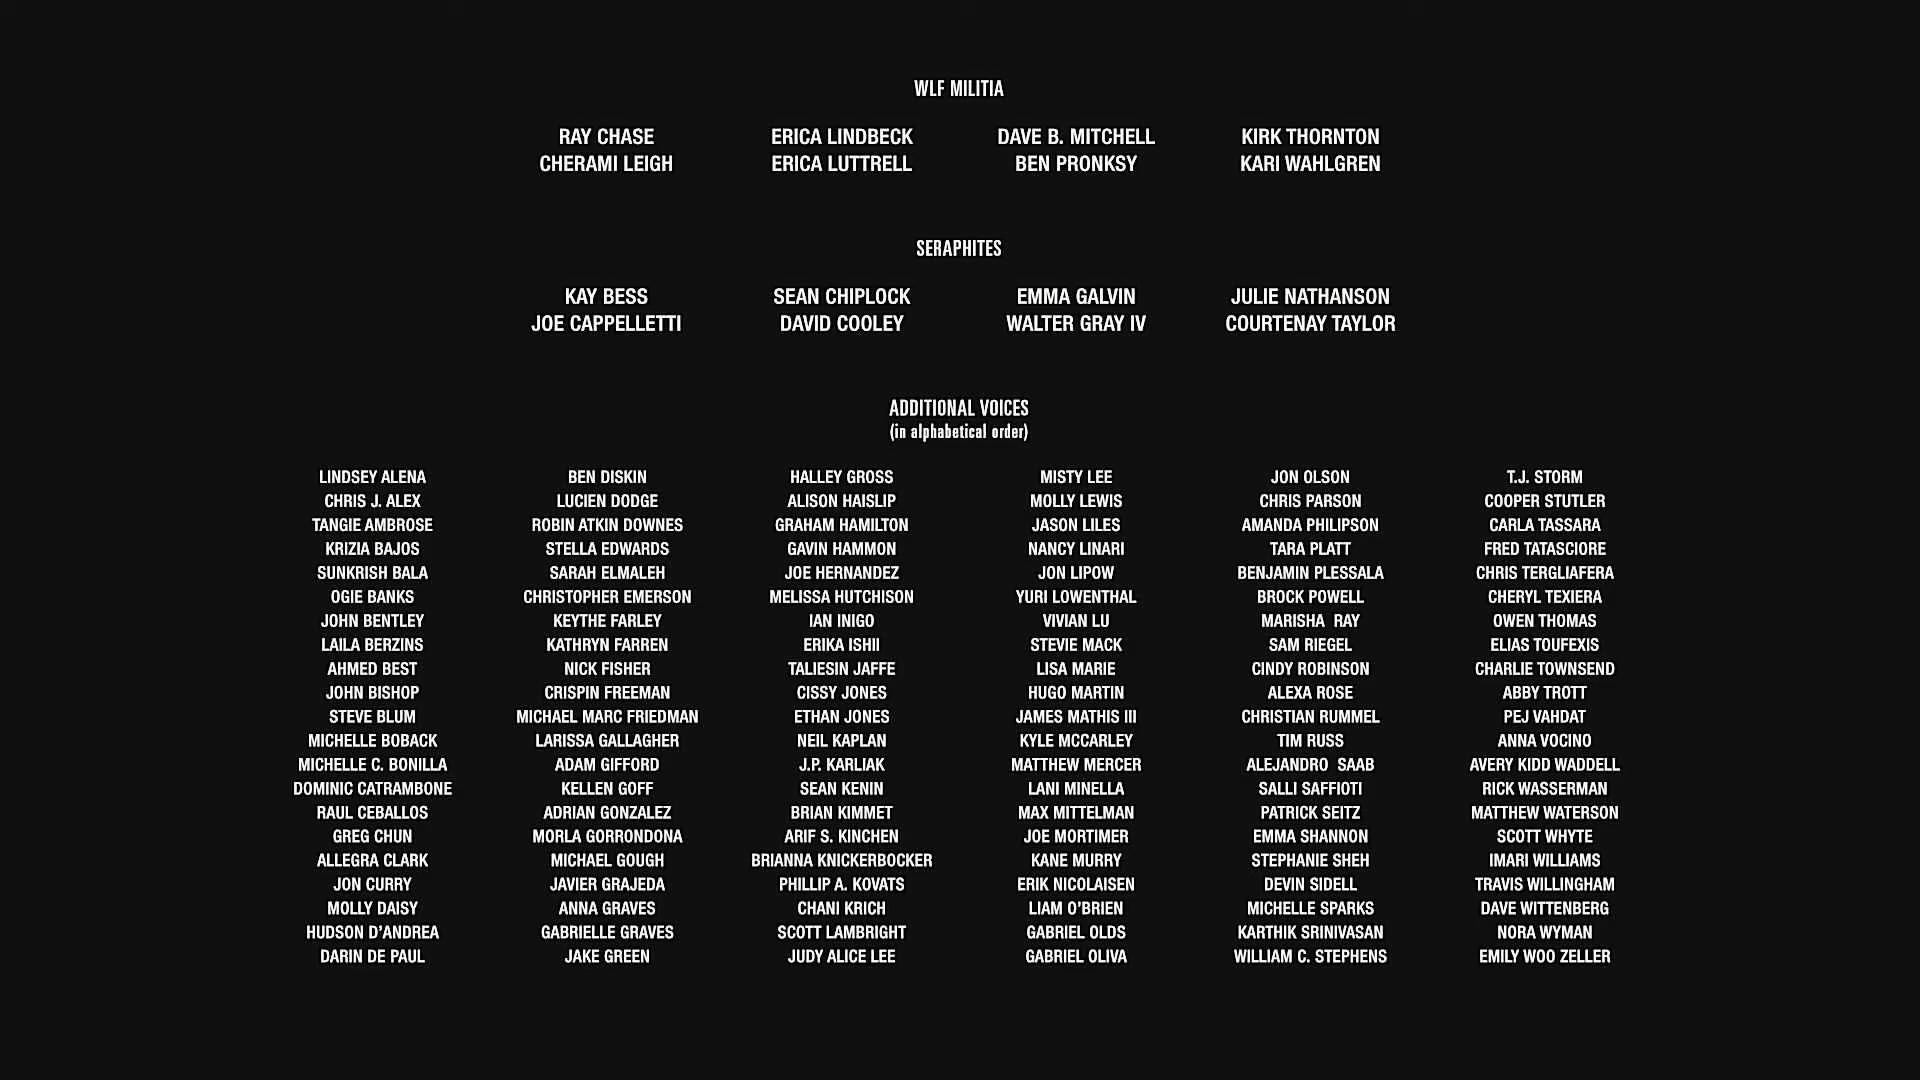 WLF MILITIA
RAY CHASE ERICA LINDBECK DAVE B. MITCHELL KIRK THORNTON
CHERAMI LEIGH ERICA LUTTRELL BEN PRONKSY KARI WAHLGREN
SERAPHITES
KAY BESS SEAN CHIPLOCK EMMA GALVIN JULIE NATHANSON
JOE CAPPELLETTI DAVID COOLEY WALTER GRAY IV COURTENAY TAYLOR
ADDITIONAL VOICES
(in alphabetical order)
LINDSEY ALENA BEN DISKIN HALLEY GROSS MISTY LEE JON OLSON T.J. STORM
CHRIS J. ALEX LUCIEN DODGE ALISON HAISLIP MOLLY LEWIS CHRIS PARSON COOPER STUTLER
TANGIE AMBROSE ROBIN ATKIN DOWNES GRAHAM HAMILTON JASON LILES AMANDA PHILIPSON CARLA TASSARA
KRIZIA BAJOS STELLA EDWARDS GAVIN HAMMON NANCY LINARI TARA PLATT FRED TATASCIORE
SUNKRISH BALA SARAH ELMALEH JOE HERNANDEZ JON LIPOW BENJAMIN PLESSALA CHRIS TERGLIAFERA
OGIE BANKS CHRISTOPHER EMERSON MELISSA HUTCHISON YURI LOWENTHAL BROCK POWELL CHERYL TEXIERA
JOHN BENTLEY KEYTHE FARLEY IAN INIGO VIVIAN LU MARISHA RAY OWEN THOMAS
LAILA BERZINS KATHRYN FARREN ERIKA ISHII STEVIE MACK SAM RIEGEL ELIAS TOUFEXIS
AHMED BEST NICK FISHER TALIESIN JAFFE LISA MARIE CINDY ROBINSON CHARLIE TOWNSEND
JOHN BISHOP CRISPIN FREEMAN CISSY JONES HUGO MARTIN ALEXA ROSE ABBY TROTT
STEVE BLUM MICHAEL MARC FRIEDMAN ETHAN JONES JAMES MATHIS III CHRISTIAN RUMMEL PEJ VAHDAT
MICHELLE BOBACK LARISSA GALLAGHER NEIL KAPLAN KYLE MCCARLEY TIM RUSS ANNA VOCINO
MICHELLE C. BONILLA ADAM GIFFORD J.P. KARLIAK MATTHEW MERCER ALEJANDRO SAAB AVERY KIDD WADDELL
DOMINIC CATRAMBONE KELLEN GOFF SEAN KENIN LANI MINELLA SALLI SAFFIOTI RICK WASSERMAN
RAUL CEBALLOS ADRIAN GONZALEZ BRIAN KIMMET MAX MITTELMAN PATRICK SEITZ MATTHEW WATERSON
GREG CHUN MORLA GORRONDONA ARIF S. KINCHEN JOE MORTIMER EMMA SHANNON SCOTT WHYTE
ALLEGRA CLARK MICHAEL GOUGH BRIANNA KNICKERBOCKER KANE MURRY STEPHANIE SHEH IMARI WILLIAMS
JON CURRY JAVIER GRAJEDA PHILLIP A. KOVATS ERIK NICOLAISEN DEVIN SIDELL TRAVIS WILLINGHAM
MOLLY DAISY ANNA GRAVES CHANI KRICH LIAM O'BRIEN MICHELLE SPARKS DAVE WITTENBERG
HUDSON D'ANDREA GABRIELLE GRAVES SCOTT LAMBRIGHT GABRIEL OLDS KARTHIK SRINIVASAN NORA WYMAN
DARIN DE PAUL JAKE GREEN JUDY ALICE LEE GABRIEL OLIVA WILLIAM C. STEPHENS EMILY WOO ZELLER